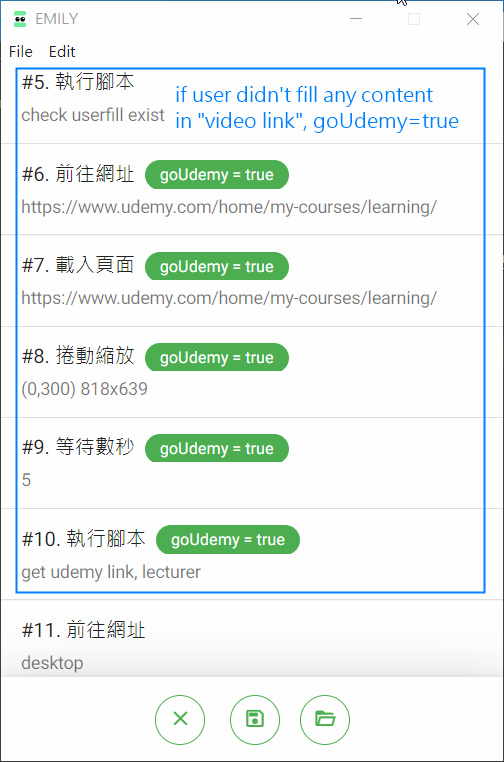 EMILY
File Edit
#5. 執行腳本
check userfill exist
if user didn't fill any content
in "video link", goUdemy=true
#6. 前往網址 goUdemy = true
https://www.udemy.com/home/my-courses/learning/
#7. 載入頁面 goUdemy = true
https://www.udemy.com/home/my-courses/learning/
#8. 捲動縮放 goUdemy = true
(0,300) 818x639
#9. 等待數秒 goUdemy = true
5
#10. 執行腳本 goUdemy = true
get udemy link, lecturer
#11. 前往網址
desktop